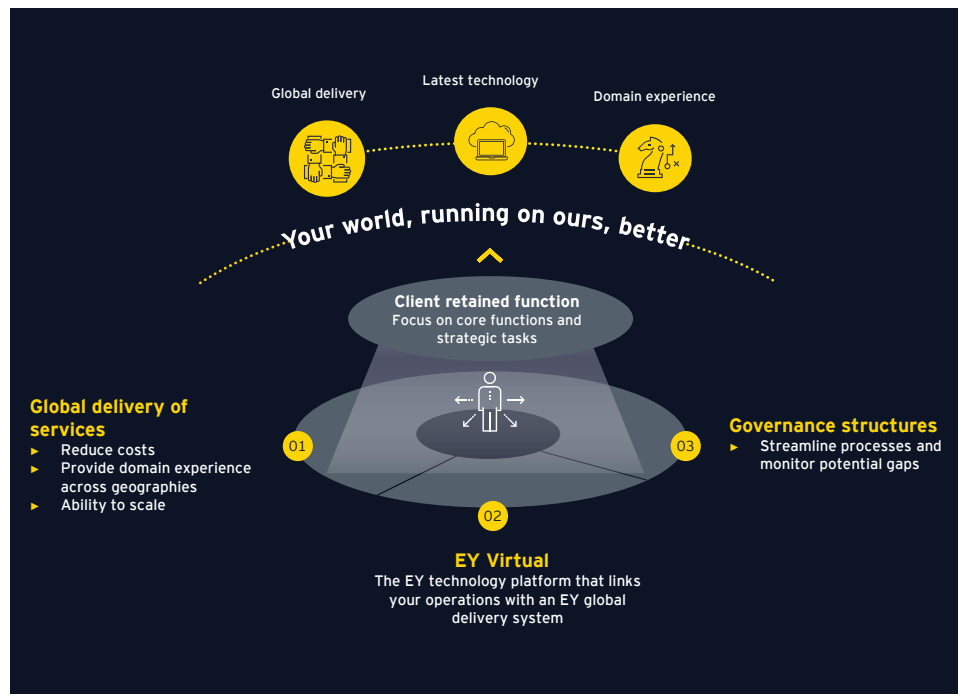 Global delivery
Latest technology
Domain experience
Your world, running on ours, better
Client retained function
Focus on core functions and
strategic tasks
Global delivery of
services
► Reduce costs
► Provide domain experience
across geographies
► Ability to scale
01
02
03
EY Virtual
The EY technology platform that links
your operations with an EY global
delivery system
Governance structures
► Streamline processes and
monitor potential gaps